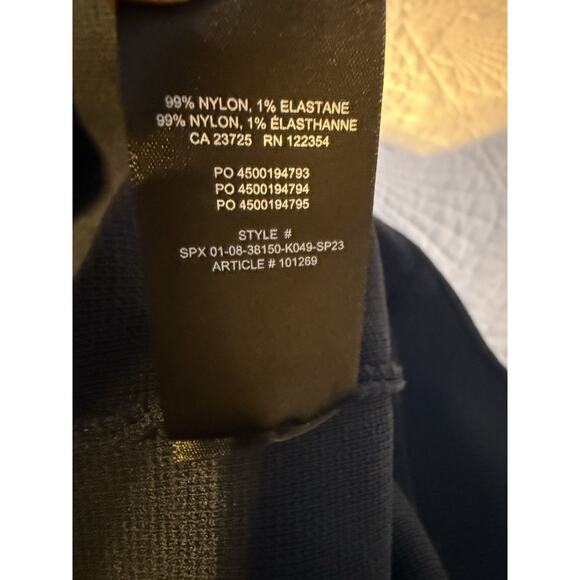 99% NYLON, 1% ELASTANE
99% NYLON, 1% ÉLASTHANNE
CA 23725 RN 122354
PO 4500194793
PO 4500194794
PO 4500194795
STYLE #
SPX 01-08-38150-K049-SP23
ARTICLE # 101269